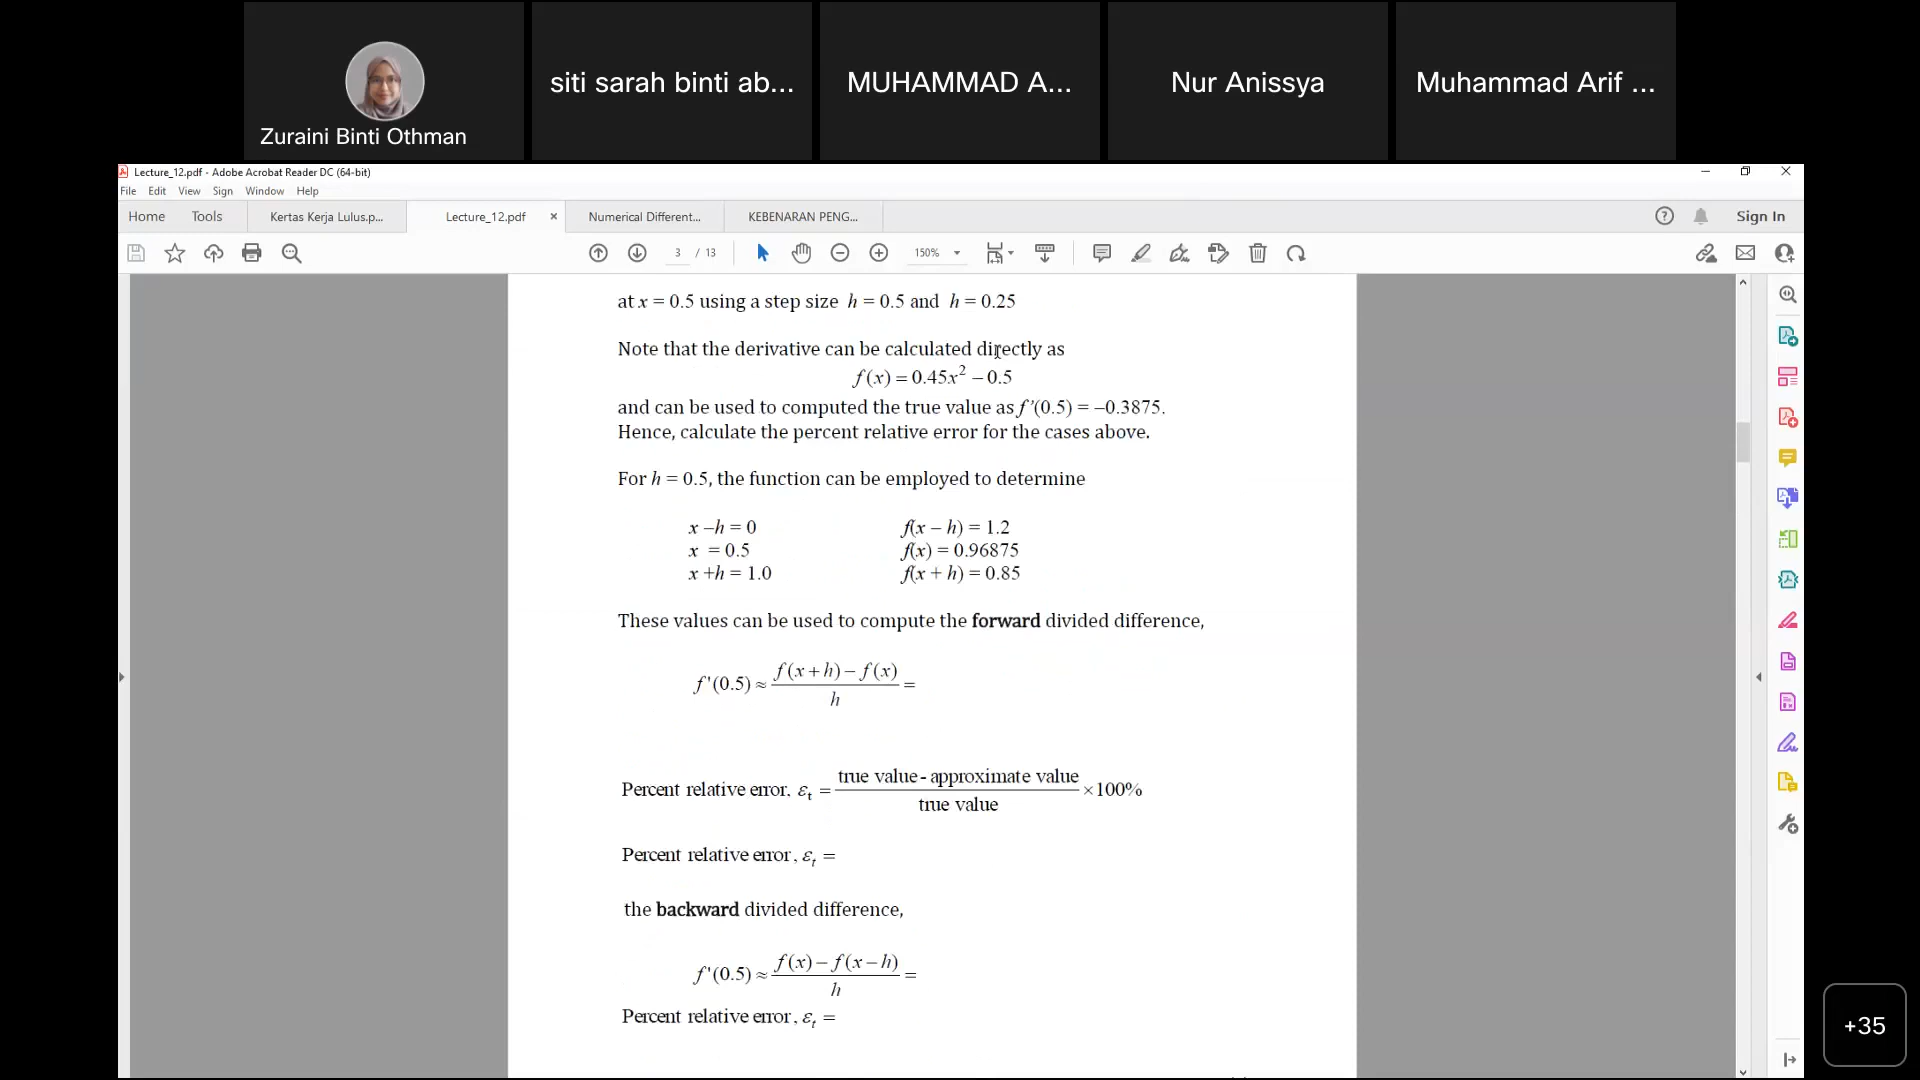 siti sarah binti ab...
MUHAMMAD A...
Nur Anissya
Muhammad Arif ...
Zuraini Binti Othman
Lecture_12.pdf - Adobe Acrobat Reader DC (64-bit)
File Edit View Sign Window Help
Home Tools Kertas Kerja Lulus.p... Lecture_12.pdf × Numerical Different... KEBENARAN PENG... Sign In
3 / 13 150%
at x = 0.5 using a step size h = 0.5 and h = 0.25
Note that the derivative can be calculated directly as
f(x) = 0.45x² − 0.5
and can be used to computed the true value as f’(0.5) = −0.3875.
Hence, calculate the percent relative error for the cases above.
For h = 0.5, the function can be employed to determine
x −h = 0 f(x − h) = 1.2
x = 0.5 f(x) = 0.96875
x +h = 1.0 f(x + h) = 0.85
These values can be used to compute the forward divided difference,
f'(0.5) ≈ (f(x+h) − f(x)) / h =
Percent relative error, εt = (true value - approximate value) / (true value) ×100%
Percent relative error, εt =
the backward divided difference,
f'(0.5) ≈ (f(x) − f(x−h)) / h =
Percent relative error, εt =
+35